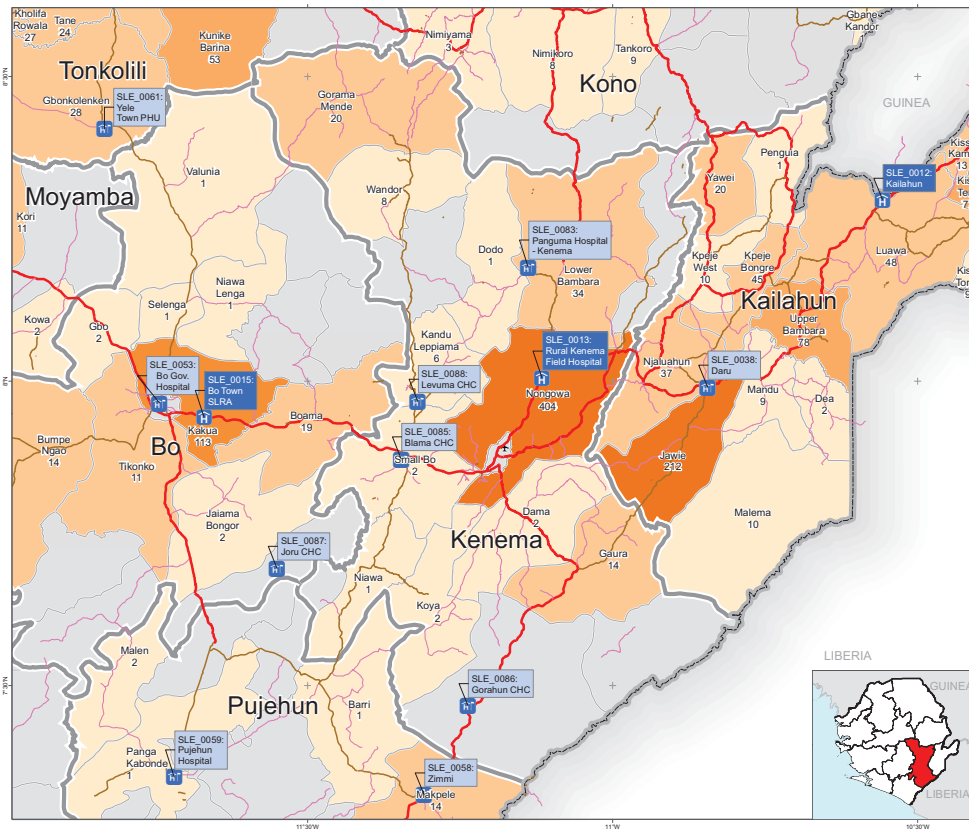 Kholifa
Rowala
27
Tane
24
Kunike
Barina
53
Nimiyama
3
Nimikoro
8
Tankoro
9
Gbane
Kandor
1
Tonkolili
Kono
8°30'N
Gbonkolenken
28
SLE_0061:
Yele
Town PHU
Gorama
Mende
20
GUINEA
Penguia
1
Kissi
13
SLE_0012:
Kailahun
Valunia
1
Yawei
20
Moyamba
Wandor
8
Kori
11
SLE_0083:
Panguma Hospital
- Kenema
Dodo
1
Luawa
48
Kpeje
West
10
Kpeje
Bongre
45
Lower
Bambara
34
Niawa
Lenga
1
Selenga
1
Kailahun
Kowa
2
Gbo
2
Upper
Bambara
78
Kandu
Leppiama
6
SLE_0013:
Rural Kenema
Field Hospital
SLE_0053:
Bo Gov.
Hospital
SLE_0015:
Bo Town
SLRA
SLE_0088:
Levuma CHC
Njaluahun
37
SLE_0038:
Daru
8°N
Nongowa
404
Mandu
9
Dea
2
Boama
19
Kakua
113
SLE_0085:
Blama CHC
Bumpe
Ngao
14
Bo
Small Bo
2
Jawie
212
Tikonko
11
Jaiama
Bongor
2
Dama
2
Malema
10
Kenema
SLE_0087:
Joru CHC
Gaura
14
Niawa
1
Koya
2
Malen
2
LIBERIA
7°30'N
SLE_0086:
Gorahun CHC
Pujehun
Barri
1
GUINEA
SLE_0059:
Pujehun
Hospital
Panga
Kabonde
1
SLE_0058:
Zimmi
Makpele
14
LIBERIA
11°30'W
11°W
10°30'W